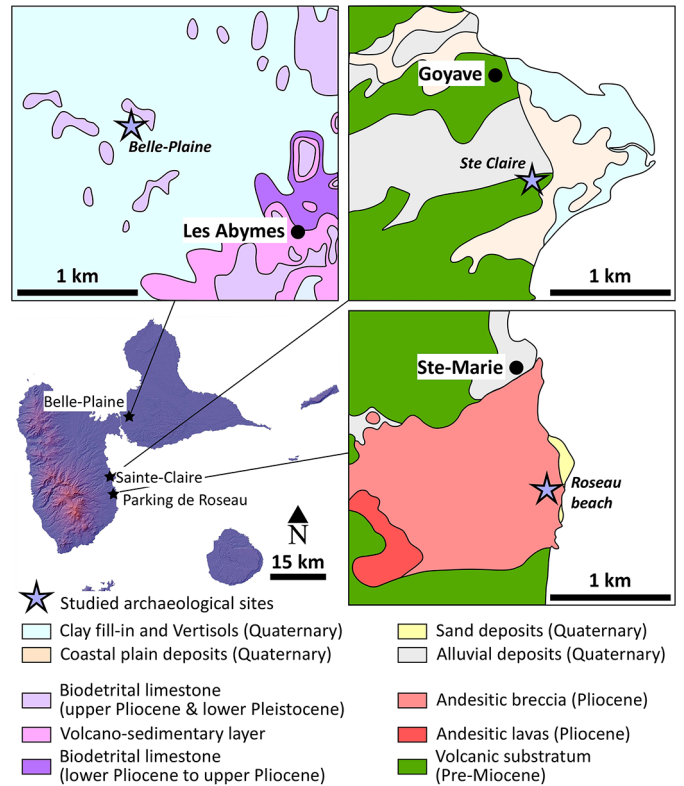 Belle-Plaine
Les Abymes
1 km
Goyave
Ste Claire
1 km
Belle-Plaine
Sainte-Claire
Parking de Roseau
N
15 km
Ste-Marie
Roseau
beach
1 km
Studied archaeological sites
Clay fill-in and Vertisols (Quaternary)
Coastal plain deposits (Quaternary)
Biodetrital limestone
(upper Pliocene & lower Pleistocene)
Volcano-sedimentary layer
Biodetrital limestone
(lower Pliocene to upper Pliocene)
Sand deposits (Quaternary)
Alluvial deposits (Quaternary)
Andesitic breccia (Pliocene)
Andesitic lavas (Pliocene)
Volcanic substratum
(Pre-Miocene)